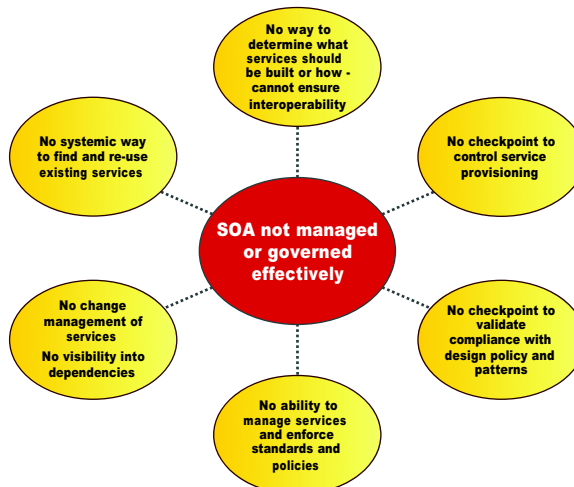 No way to
determine what
services should
be built or how -
cannot ensure
interoperability
No systemic way
to find and re-use
existing services
No checkpoint to
control service
provisioning
SOA not managed
or governed
effectively
No change
management of
services
No visibility into
dependencies
No checkpoint to
validate
compliance with
design policy and
patterns
No ability to
manage services
and enforce
standards and
policies